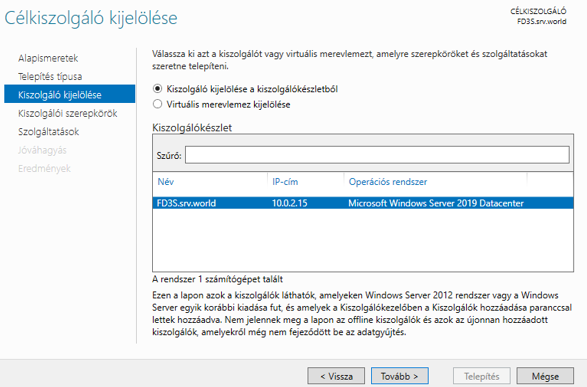 Célkiszolgáló kijelölése
CÉLKISZOLGÁLÓ
FD3S.srv.world
Alapismeretek
Telepítés típusa
Kiszolgáló kijelölése
Kiszolgálói szerepkörök
Szolgáltatások
Jóváhagyás
Eredmények
Válassza ki azt a kiszolgálót vagy virtuális merevlemezt, amelyre szerepköröket és szolgáltatásokat
szeretne telepíteni.
Kiszolgáló kijelölése a kiszolgálókészletből
Virtuális merevlemez kijelölése
Kiszolgálókészlet
Szűrő:
Név IP-cím Operációs rendszer
FD3S.srv.world 10.0.2.15 Microsoft Windows Server 2019 Datacenter
A rendszer 1 számítógépet talált
Ezen a lapon azok a kiszolgálók láthatók, amelyeken Windows Server 2012 rendszer vagy a Windows
Server egyik korábbi kiadása fut, és amelyek a Kiszolgálókezelőben a Kiszolgálók hozzáadása paranccsal
lettek hozzáadva. Nem jelennek meg a lapon az offline kiszolgálók és azok az újonnan hozzáadott
kiszolgálók, amelyekről még nem fejeződött be az adatgyűjtés.
< Vissza Tovább > Telepítés Mégse